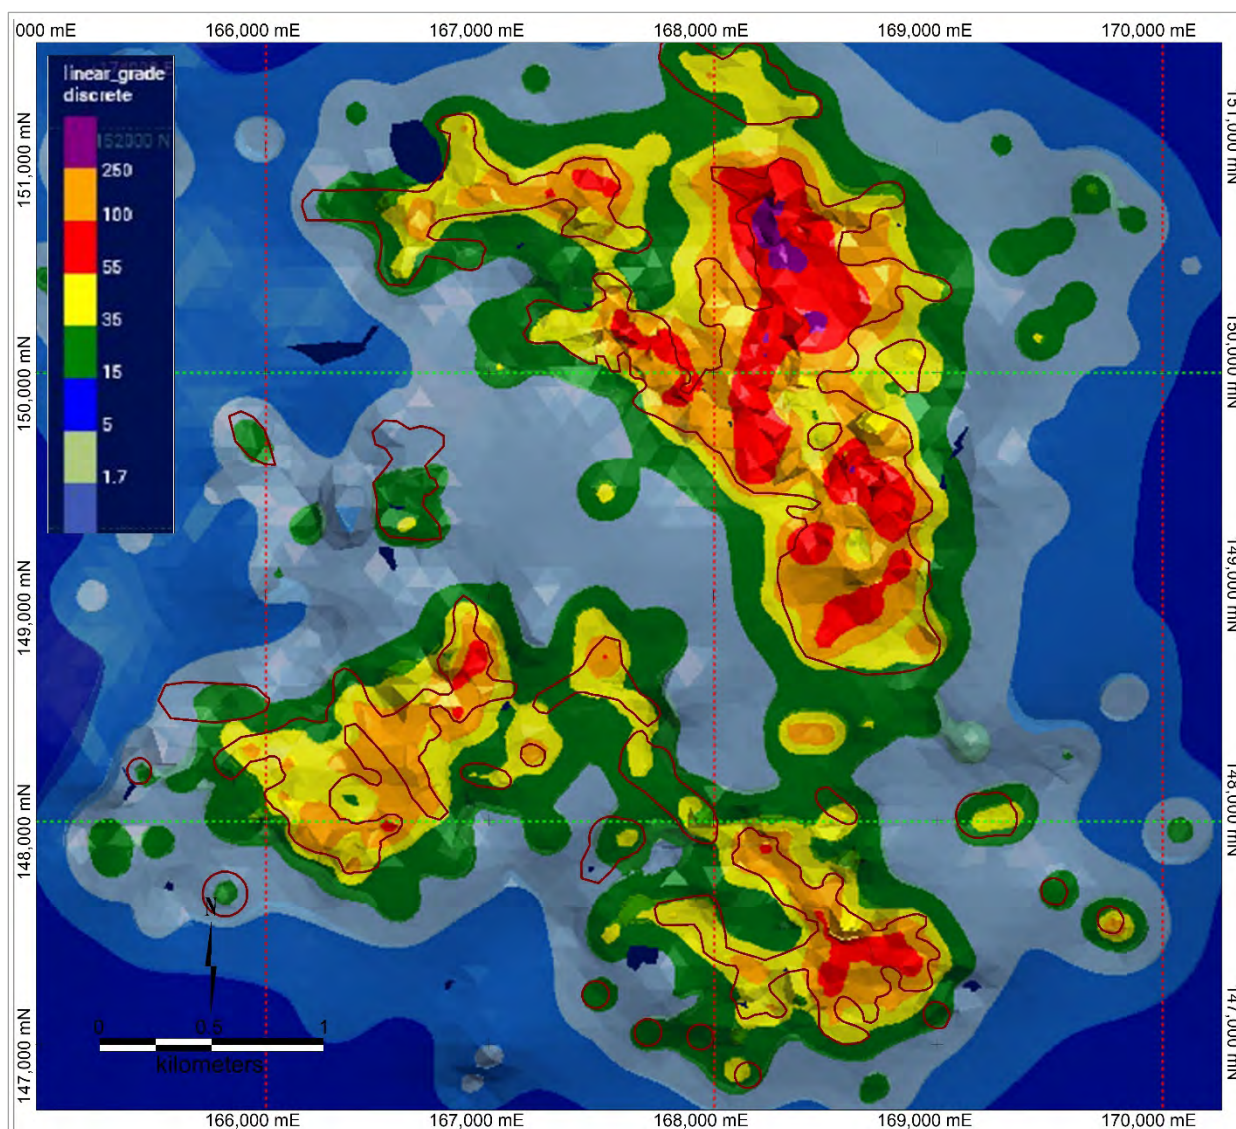 000 mE 166,000 mE 167,000 mE 168,000 mE 169,000 mE 170,000 mE
linear_grade
discrete
152000 N
250
100
55
35
15
5
1.7
151,000 mN
150,000 mN
149,000 mN
148,000 mN
147,000 mN
151,000 mN
150,000 mN
149,000 mN
148,000 mN
147,000 mN
N
0 0.5 1
kilometers
166,000 mE 167,000 mE 168,000 mE 169,000 mE 170,000 mE